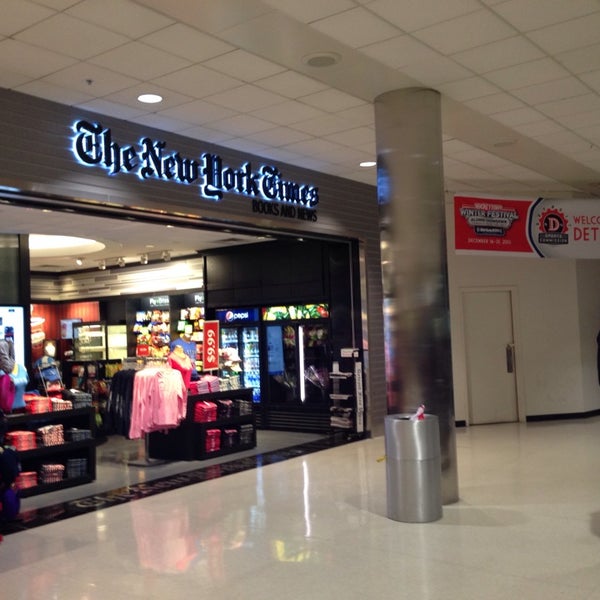 The New York Times
BOOKS AND NEWS
pepsi
$9.99
WINTER FESTIVAL
D
SPORTS
COMMISSION
WELCO
DET